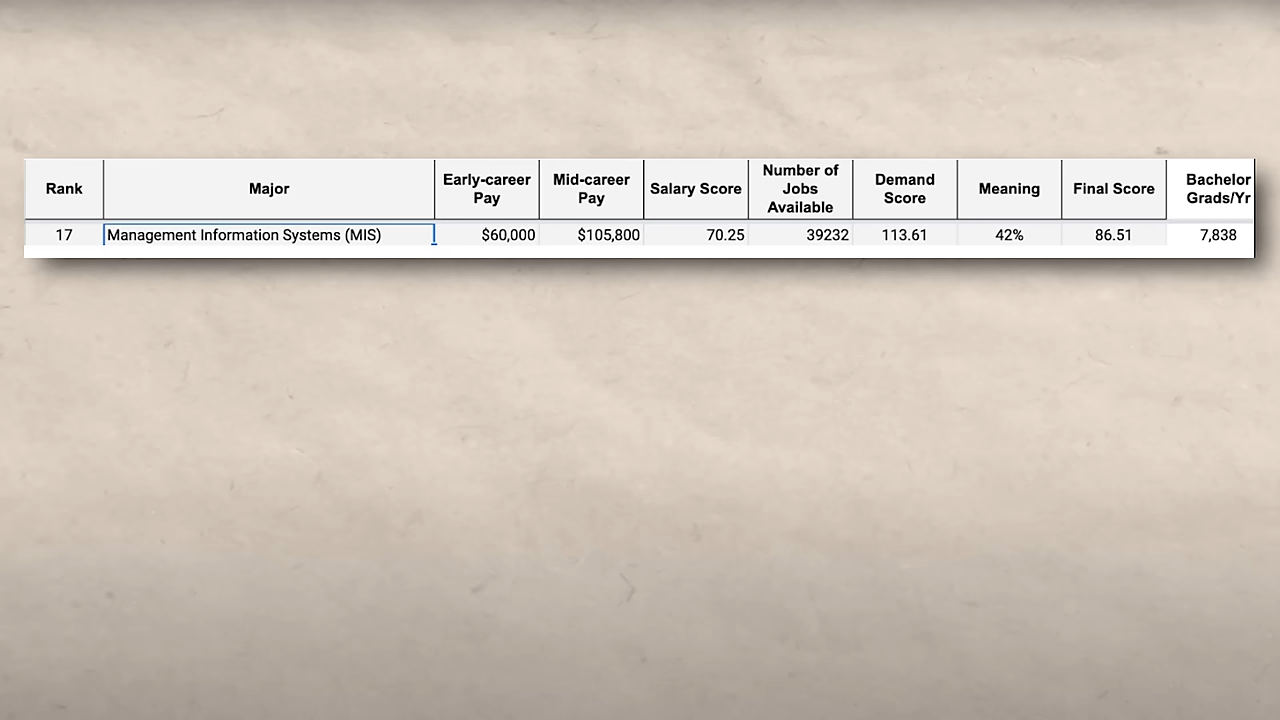 Rank Major Early-career Pay Mid-career Pay Salary Score Number of Jobs Available Demand Score Meaning Final Score Bachelor Grads/Yr
17 Management Information Systems (MIS) $60,000 $105,800 70.25 39232 113.61 42% 86.51 7,838